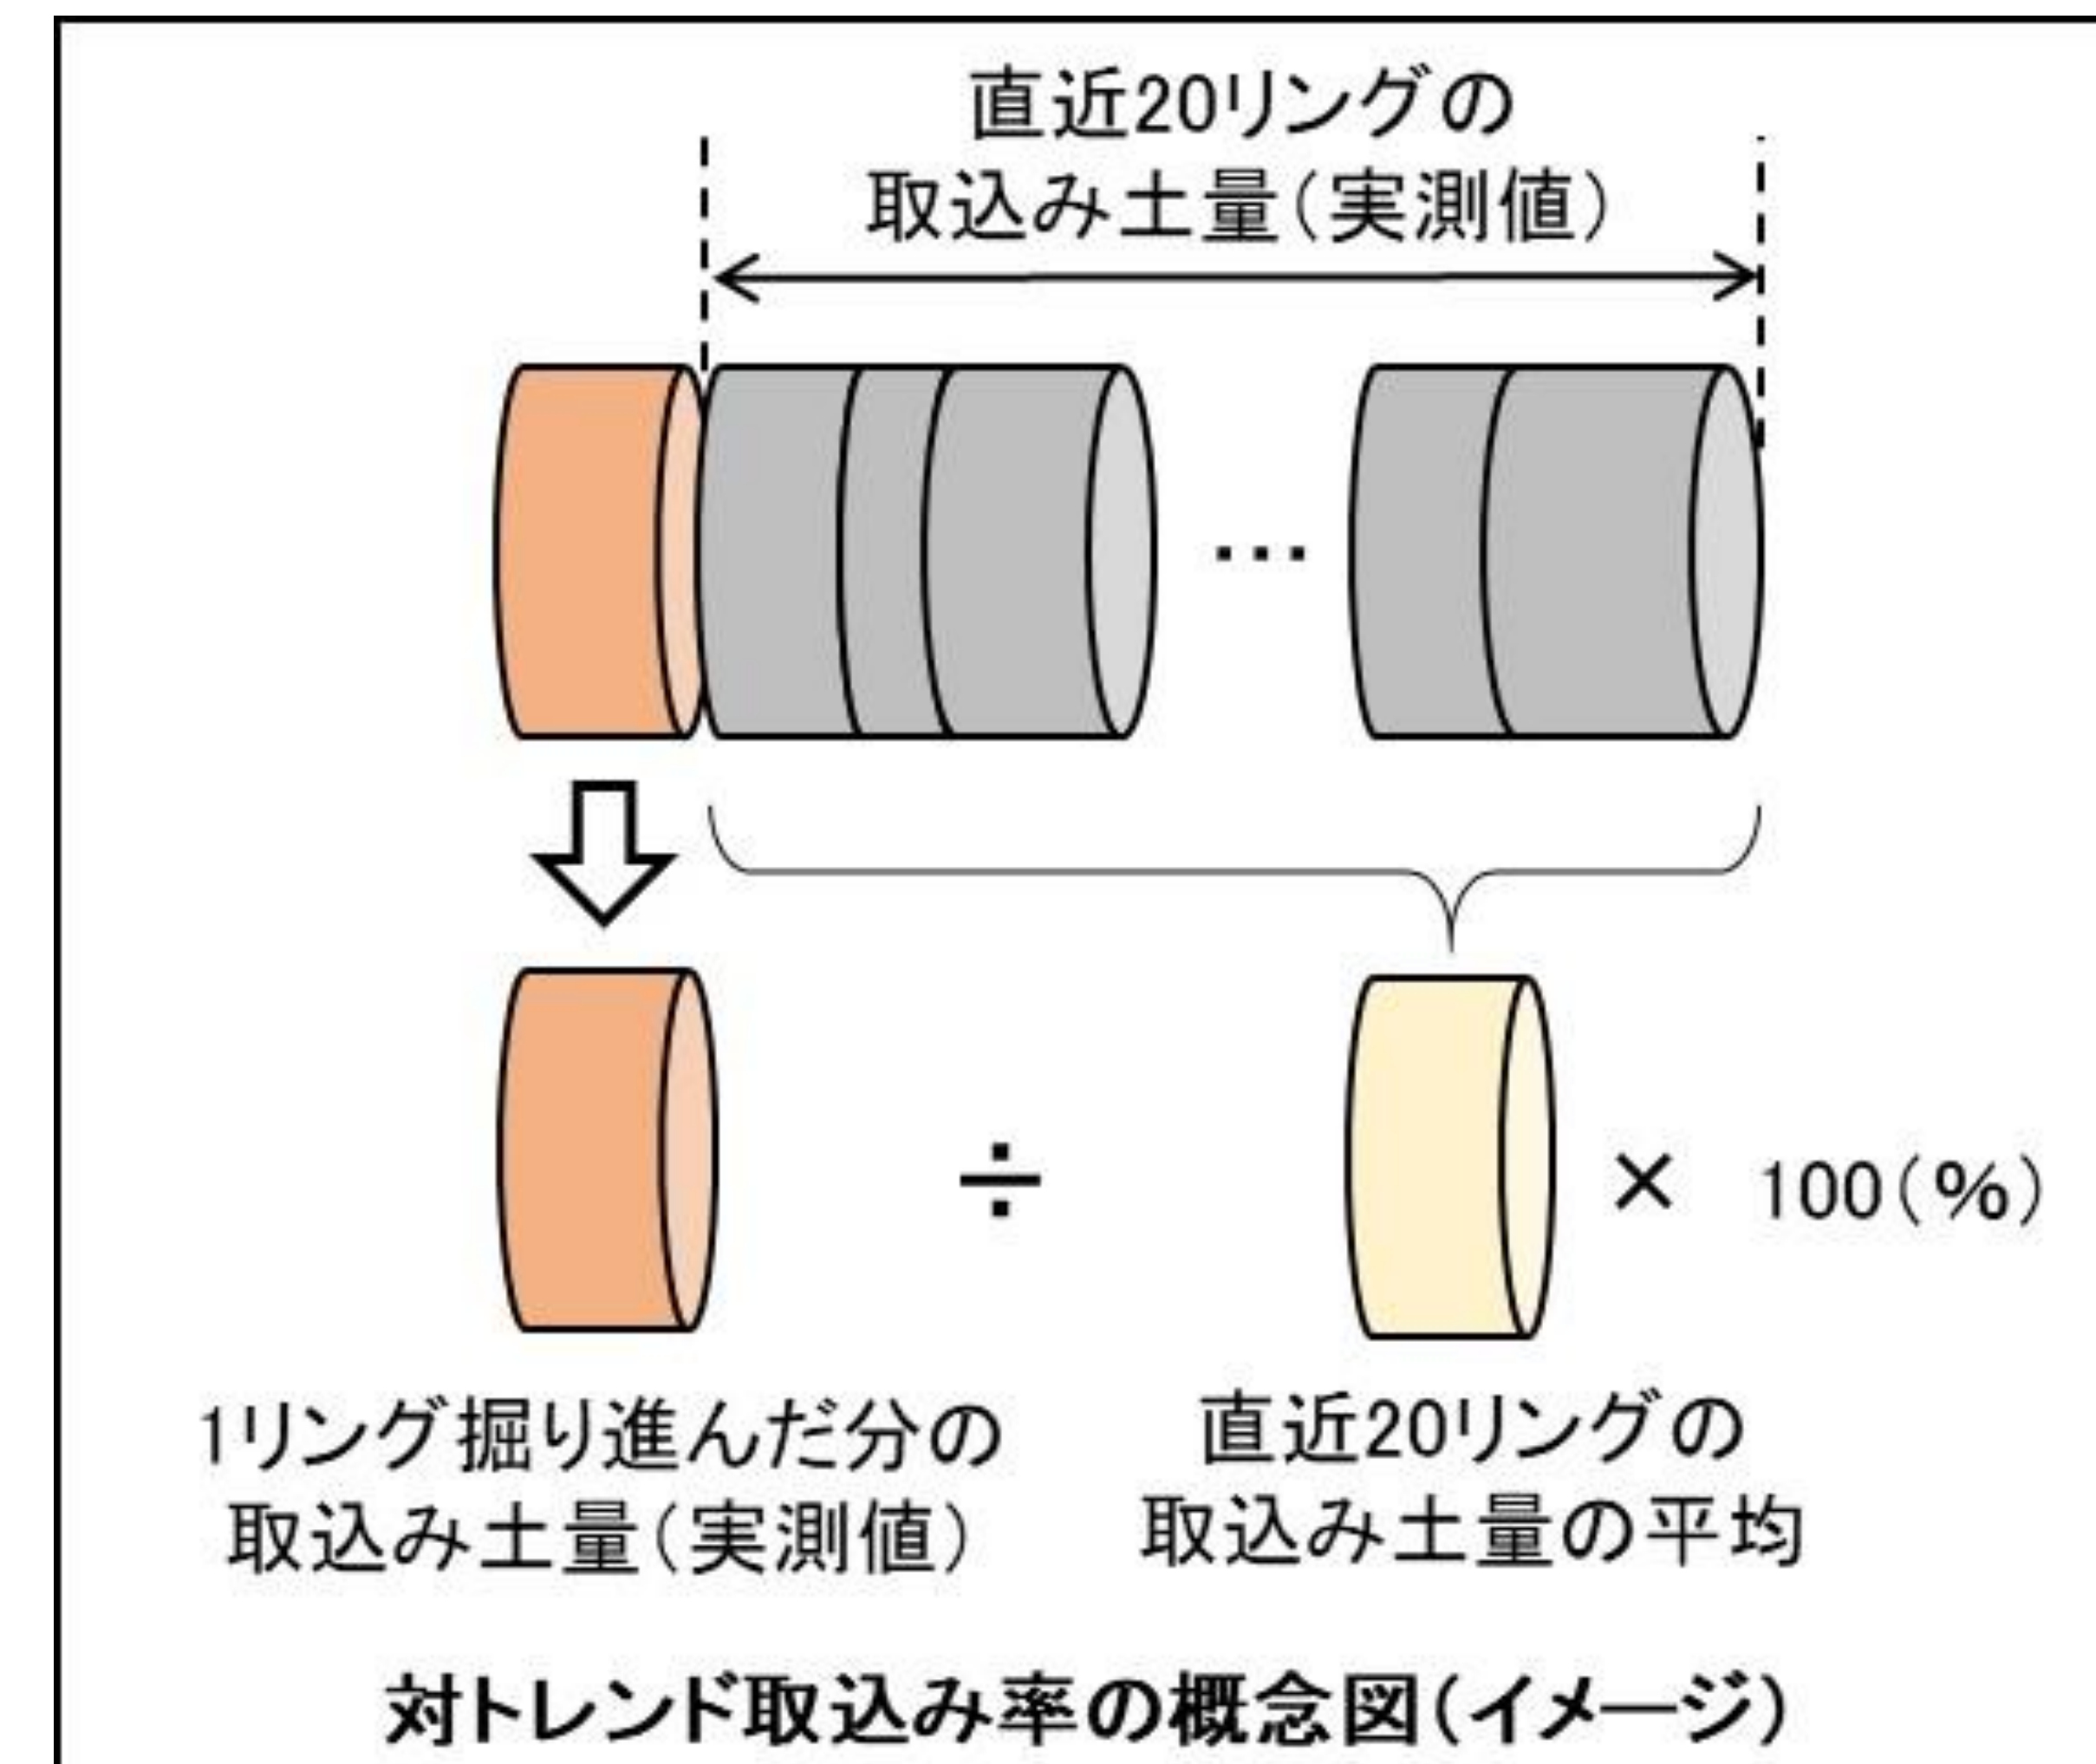 直近20リングの
取込み土量(実測値)
…
÷
× 100(%)
1リング掘り進んだ分の
取込み土量(実測値)
直近20リングの
取込み土量の平均
対トレンド取込み率の概念図(イメージ)